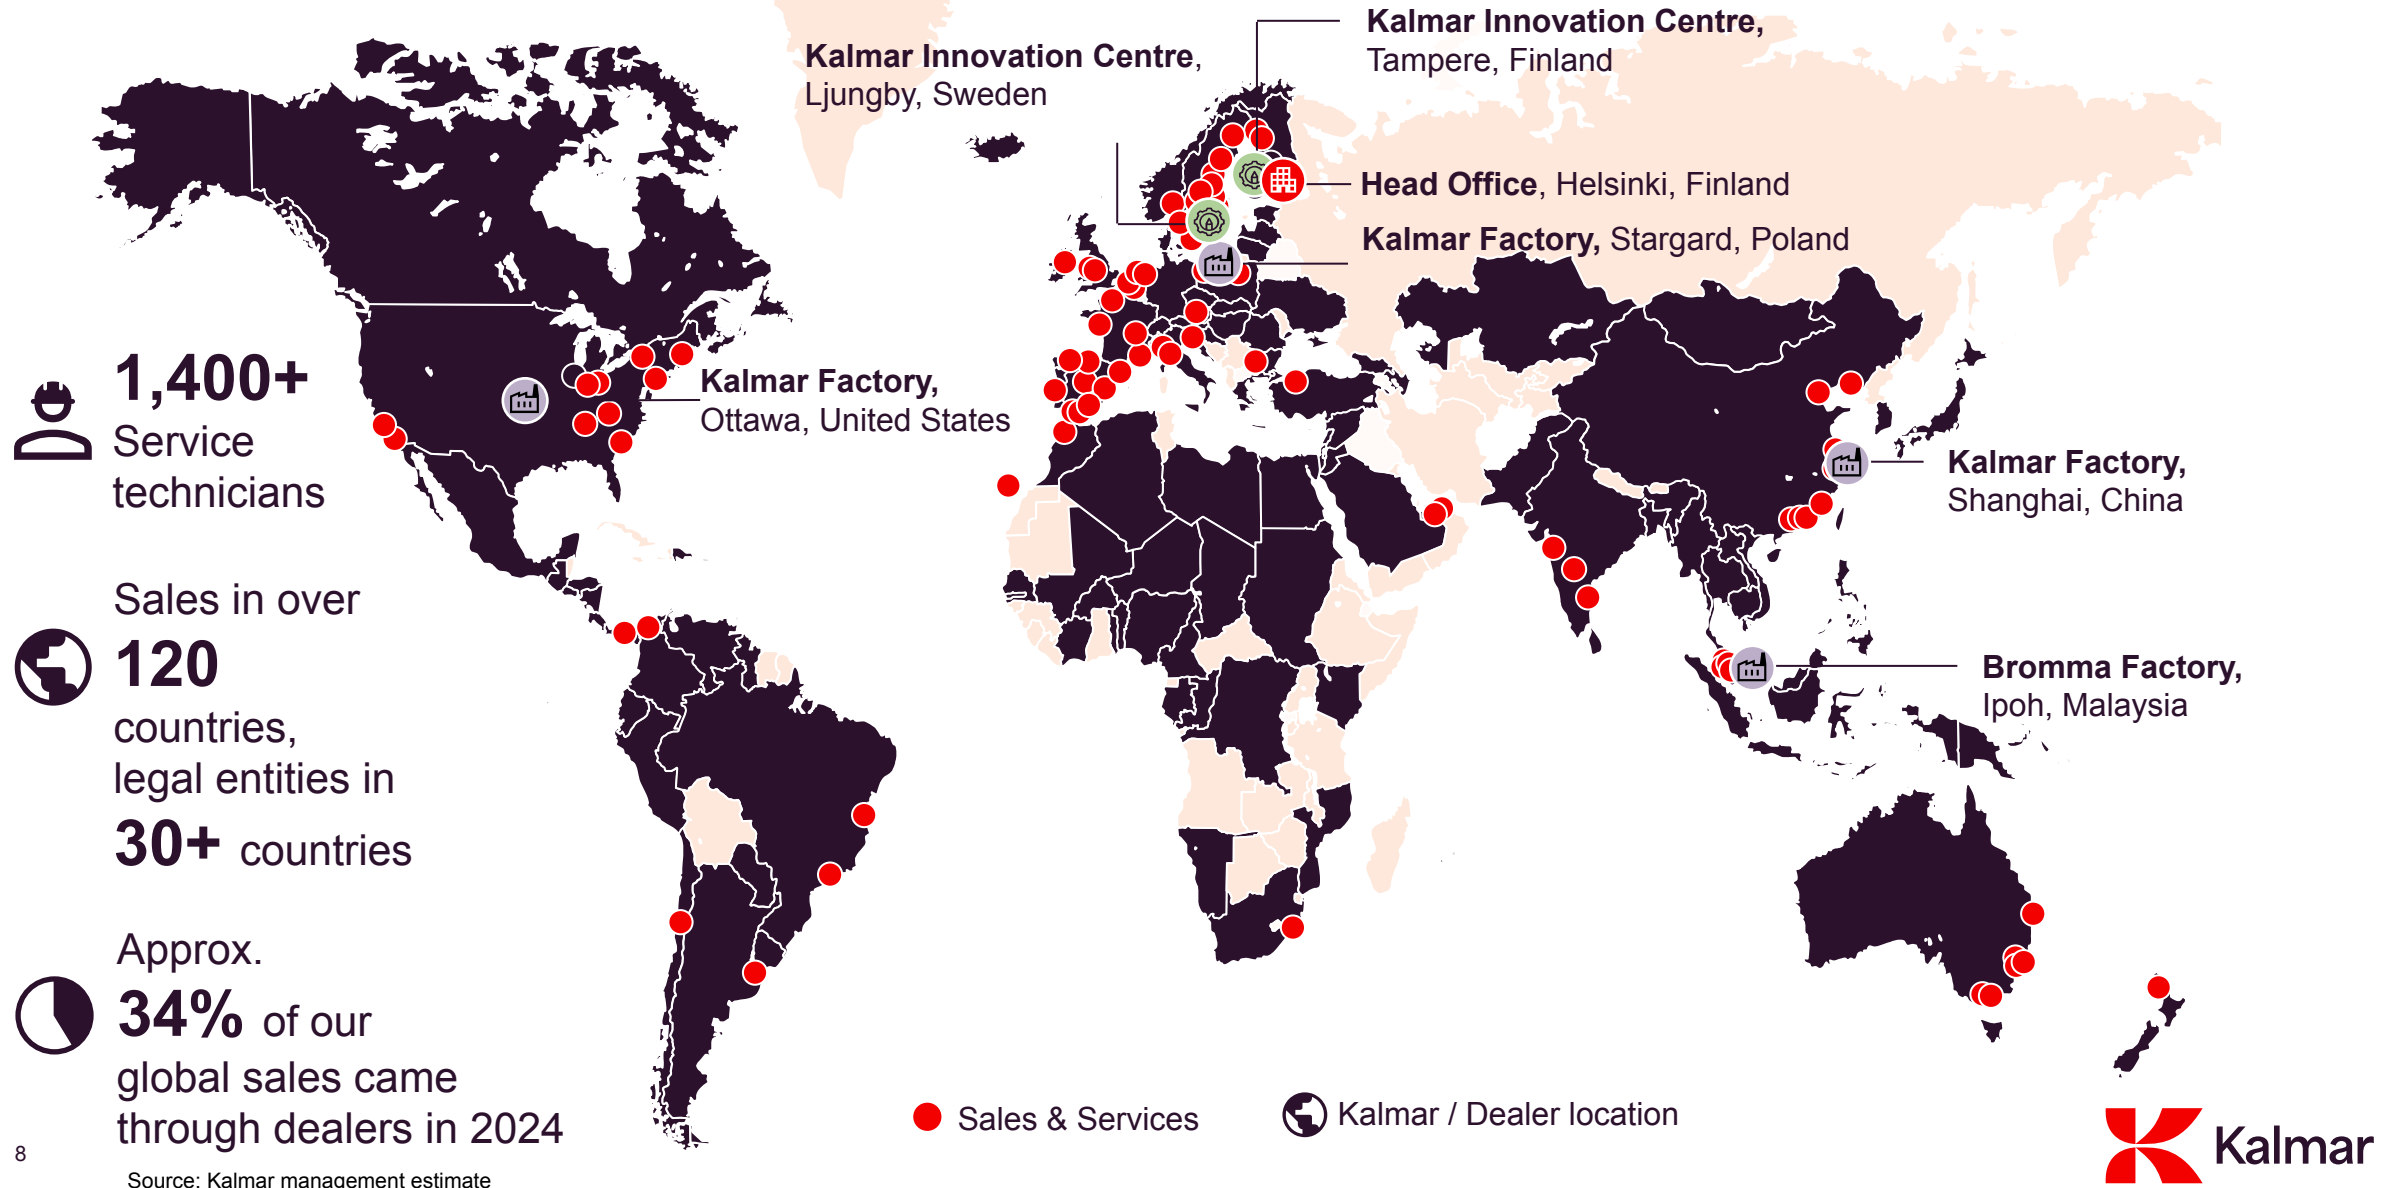 Kalmar Innovation Centre,
Tampere, Finland
Kalmar Innovation Centre,
Ljungby, Sweden
Head Office, Helsinki, Finland
Kalmar Factory, Stargard, Poland
Kalmar Factory,
Ottawa, United States
Kalmar Factory,
Shanghai, China
Bromma Factory,
Ipoh, Malaysia
1,400+
Service
technicians
Sales in over
120
countries,
legal entities in
30+ countries
Approx.
34% of our
global sales came
through dealers in 2024
Sales & Services
Kalmar / Dealer location
8
Source: Kalmar management estimate
Kalmar